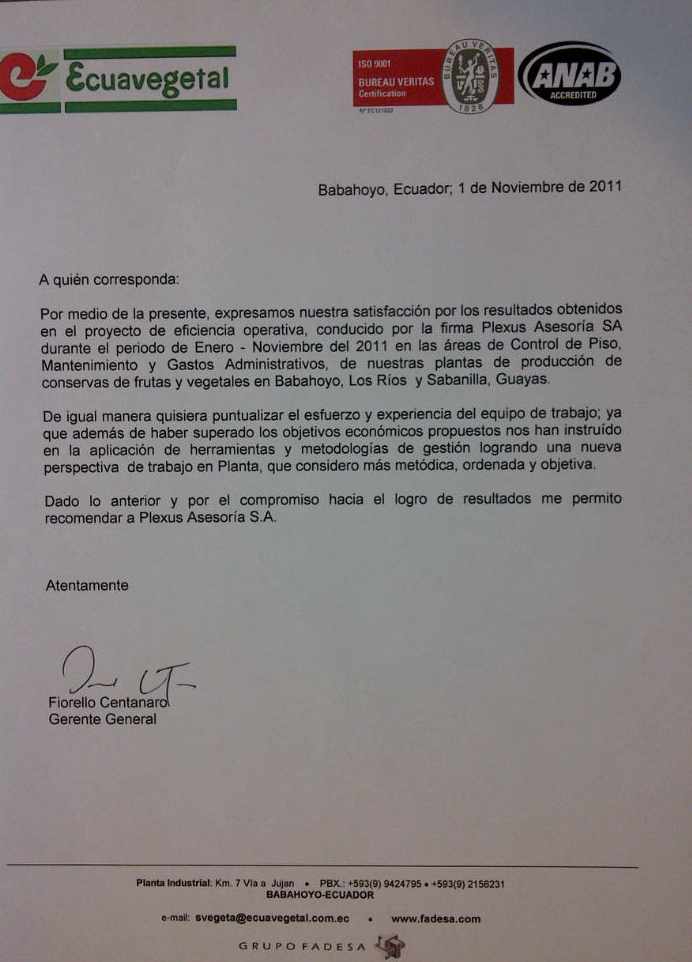 Ecuavegetal
ISO 9001
BUREAU VERITAS
Certification
BUREAU VERITAS
1828
ANAB
ACCREDITED
Babahoyo, Ecuador; 1 de Noviembre de 2011
A quién corresponda:
Por medio de la presente, expresamos nuestra satisfacción por los resultados obtenidos
en el proyecto de eficiencia operativa, conducido por la firma Plexus Asesoría SA
durante el periodo de Enero - Noviembre del 2011 en las áreas de Control de Piso,
Mantenimiento y Gastos Administrativos, de nuestras plantas de producción de
conservas de frutas y vegetales en Babahoyo, Los Ríos y Sabanilla, Guayas.
De igual manera quisiera puntualizar el esfuerzo y experiencia del equipo de trabajo; ya
que además de haber superado los objetivos económicos propuestos nos han instruído
en la aplicación de herramientas y metodologías de gestión logrando una nueva
perspectiva de trabajo en Planta, que considero más metódica, ordenada y objetiva.
Dado lo anterior y por el compromiso hacia el logro de resultados me permito
recomendar a Plexus Asesoría S.A.
Atentamente
Fiorello Centanaro
Gerente General
Planta Industrial: Km. 7 Vía a Jujan • PBX.: +593(9) 9424795 • +593(9) 2156231
BABAHOYO-ECUADOR
e-mail: svegeta@ecuavegetal.com.ec • www.fadesa.com
GRUPO FADESA